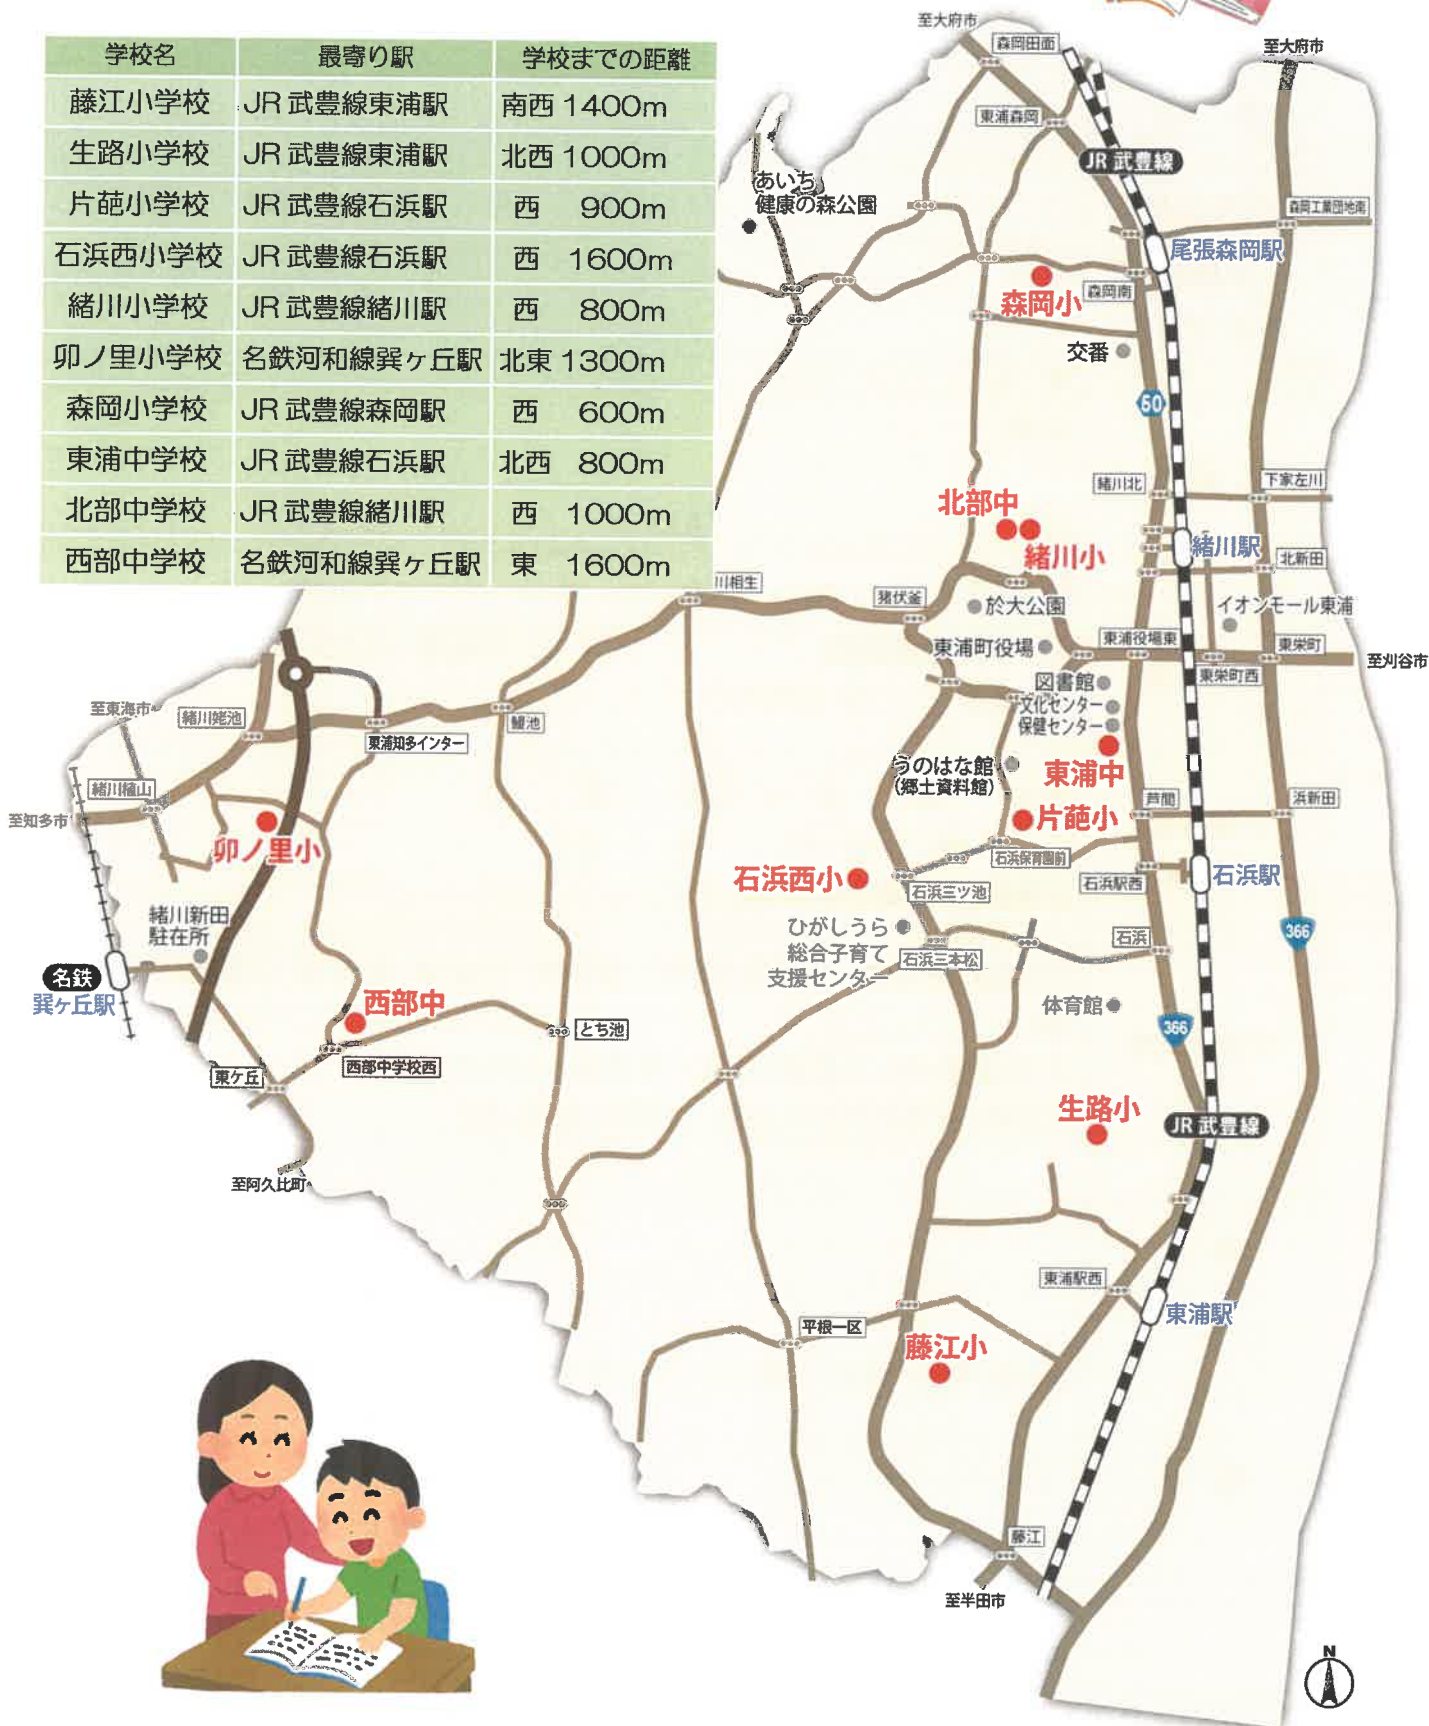 学校名 最寄り駅 学校までの距離
藤江小学校 JR武豊線東浦駅 南西 1400m
生路小学校 JR武豊線東浦駅 北西 1000m
片葩小学校 JR武豊線石浜駅 西 900m
石浜西小学校 JR武豊線石浜駅 西 1600m
緒川小学校 JR武豊線緒川駅 西 800m
卯ノ里小学校 名鉄河和線巽ヶ丘駅 北東 1300m
森岡小学校 JR武豊線森岡駅 西 600m
東浦中学校 JR武豊線石浜駅 北西 800m
北部中学校 JR武豊線緒川駅 西 1000m
西部中学校 名鉄河和線巽ヶ丘駅 東 1600m
至大府市
森岡田面
至大府市
東浦森岡
JR武豊線
あいち
健康の森公園
森岡工業団地南
尾張森岡駅
森岡南
森岡小
交番
50
緒川北
下家左川
北部中
緒川小
緒川駅
北新田
川相生
猪伏釜
於大公園
イオンモール東浦
東浦町役場
東浦役場東
東栄町
至刈谷市
東栄町西
図書館
文化センター
保健センター
至東海市
緒川姥池
鰻池
東浦知多インター
うのはな館
(郷土資料館)
東浦中
緒川植山
芦間
浜新田
至知多市
片葩小
卯ノ里小
石浜保育園前
石浜西小
石浜三ツ池
石浜駅西
石浜駅
緒川新田
駐在所
ひがしうら
総合子育て
支援センター
石浜三本松
石浜
366
名鉄
巽ヶ丘駅
西部中
体育館
とち池
366
西部中学校西
東ケ丘
生路小
JR武豊線
至阿久比町
東浦駅西
東浦駅
平根一区
藤江小
藤江
至半田市
N